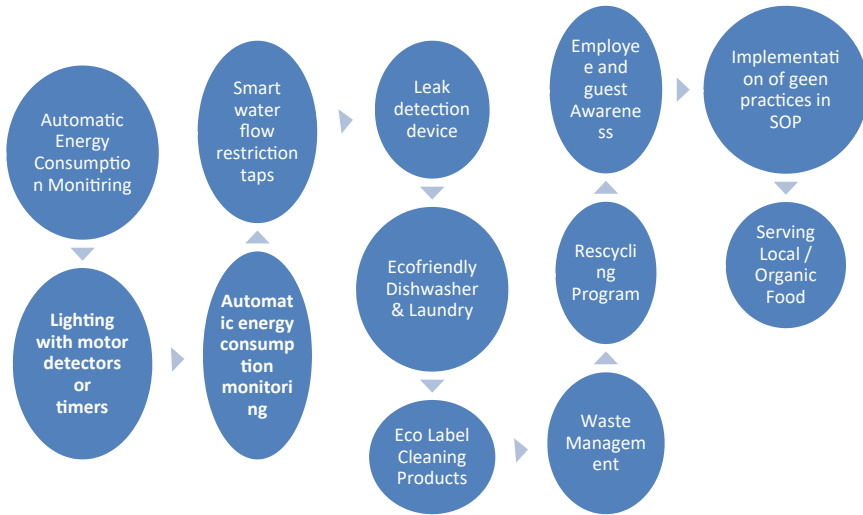 Automatic
Energy
Consumptio
n Monitiring
Lighting
with motor
detectors
or
timers
Automat
ic energy
consump
tion
monitori
ng
Smart
water
flow
restriction
taps
Leak
detection
device
Ecofriendly
Dishwasher
& Laundry
Eco Label
Cleaning
Products
Waste
Managem
ent
Rescycli
ng
Program
Employe
e and
guest
Awarene
ss
Implementati
on of geen
practices in
SOP
Serving
Local /
Organic
Food